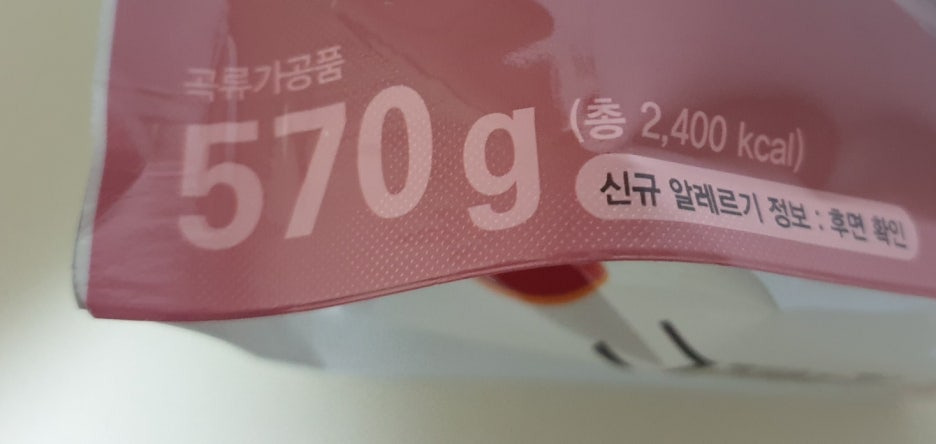 곡류가공품
570 g (총 2,400 kcal)
신규 알레르기 정보 : 후면 확인